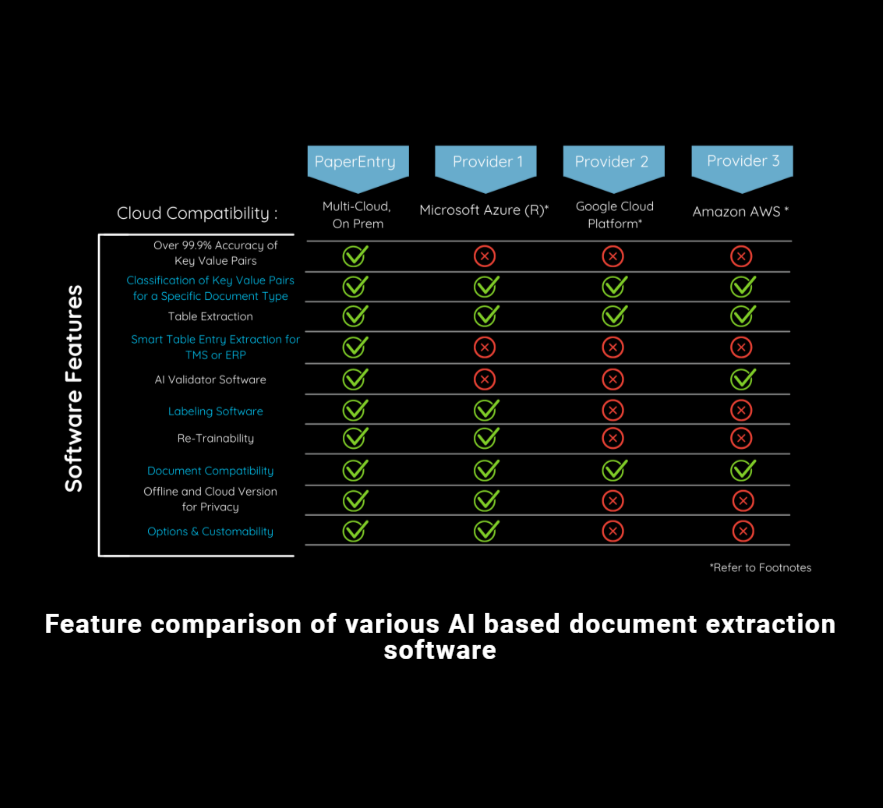 PaperEntry
Provider 1
Provider 2
Provider 3
Cloud Compatibility :
Multi-Cloud,
On Prem
Microsoft Azure (R)*
Google Cloud
Platform*
Amazon AWS *
Software Features
Over 99.9% Accuracy of
Key Value Pairs
Classification of Key Value Pairs
for a Specific Document Type
Table Extraction
Smart Table Entry Extraction for
TMS or ERP
AI Validator Software
Labeling Software
Re-Trainability
Document Compatibility
Offline and Cloud Version
for Privacy
Options & Customability
*Refer to Footnotes
Feature comparison of various AI based document extraction
software